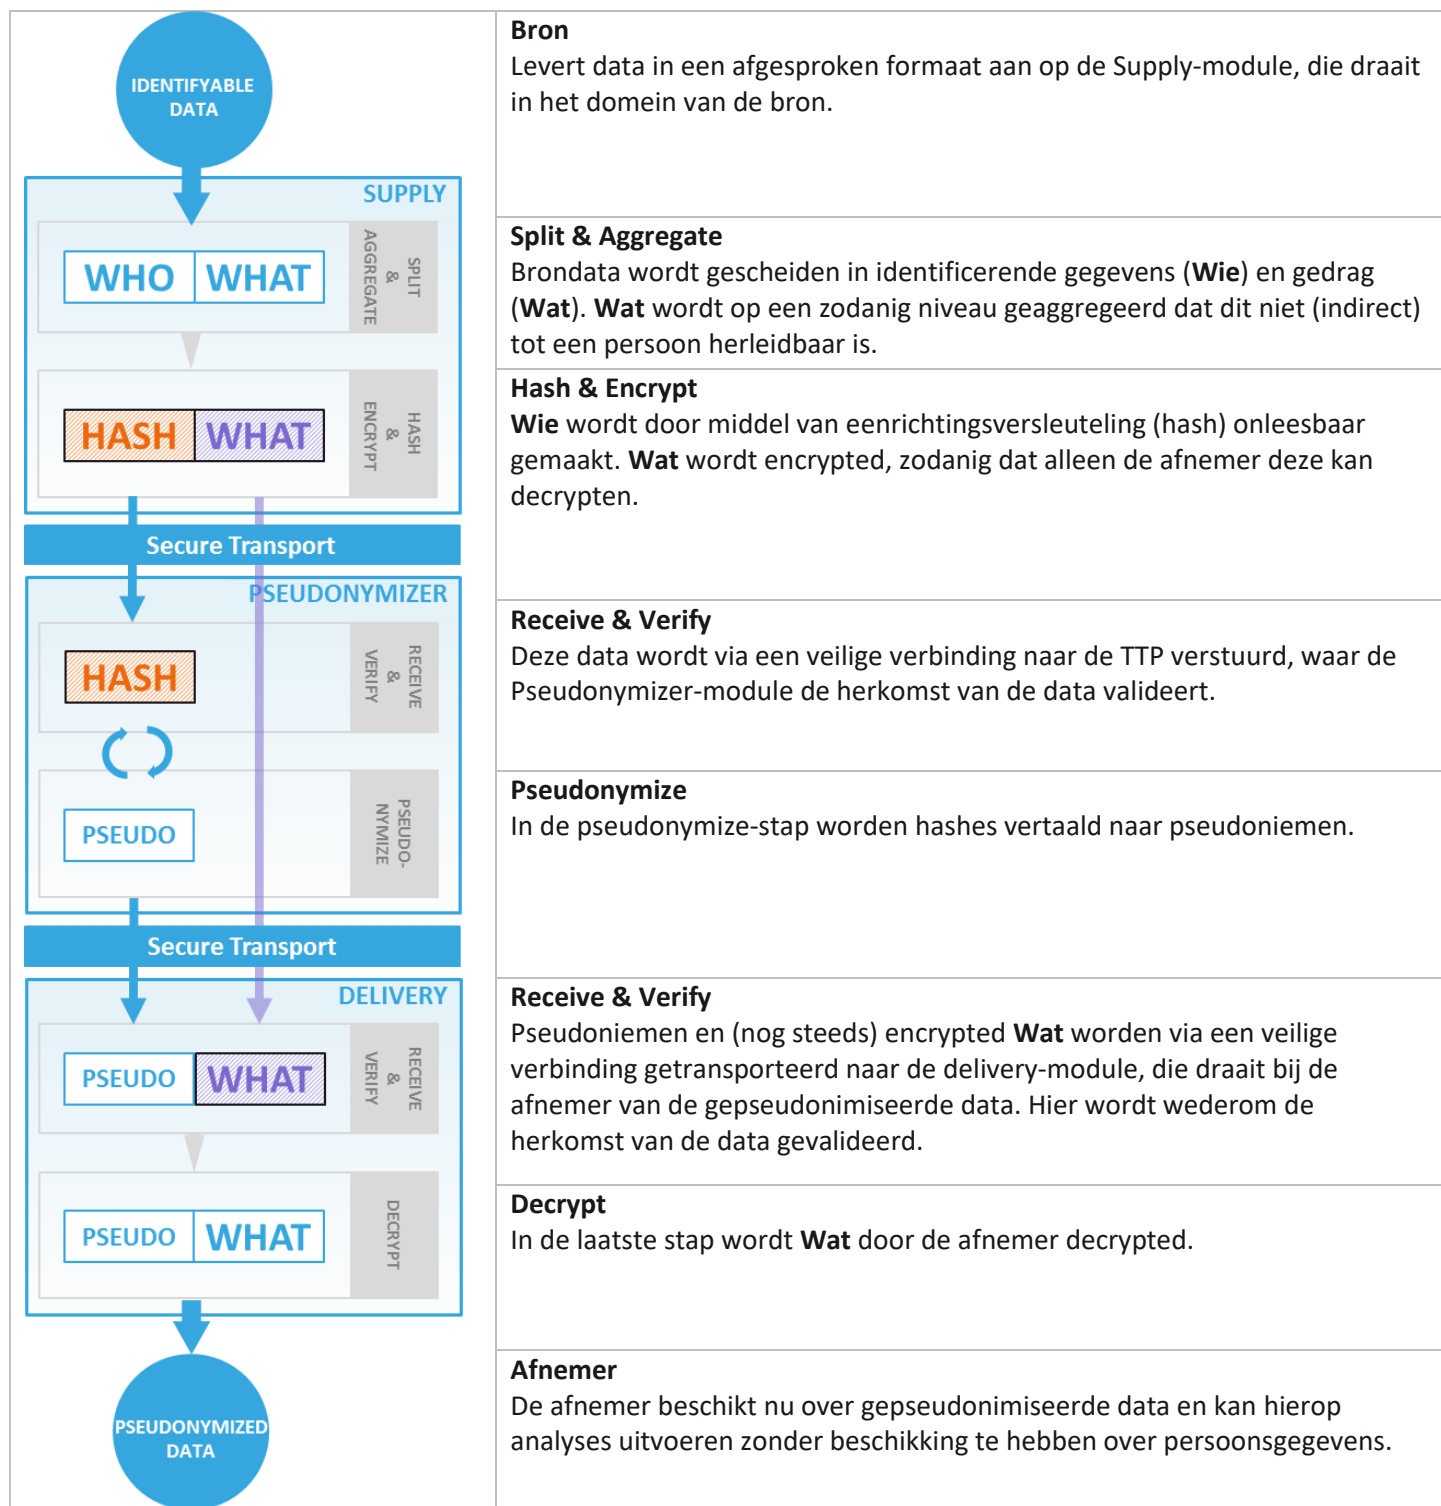 IDENTIFYABLE
DATA
Bron
Levert data in een afgesproken formaat aan op de Supply-module, die draait
in het domein van de bron.
SUPPLY
WHO WHAT
SPLIT
&
AGGREGATE
Split & Aggregate
Brondata wordt gescheiden in identificerende gegevens (Wie) en gedrag
(Wat). Wat wordt op een zodanig niveau geaggregeerd dat dit niet (indirect)
tot een persoon herleidbaar is.
HASH WHAT
HASH
&
ENCRYPT
Hash & Encrypt
Wie wordt door middel van eenrichtingsversleuteling (hash) onleesbaar
gemaakt. Wat wordt encrypted, zodanig dat alleen de afnemer deze kan
decrypten.
Secure Transport
PSEUDONYMIZER
HASH
RECEIVE
&
VERIFY
Receive & Verify
Deze data wordt via een veilige verbinding naar de TTP verstuurd, waar de
Pseudonymizer-module de herkomst van de data valideert.
PSEUDO
PSEUDO-
NYMIZE
Pseudonymize
In de pseudonymize-stap worden hashes vertaald naar pseudoniemen.
Secure Transport
DELIVERY
PSEUDO WHAT
RECEIVE
&
VERIFY
Receive & Verify
Pseudoniemen en (nog steeds) encrypted Wat worden via een veilige
verbinding getransporteerd naar de delivery-module, die draait bij de
afnemer van de gepseudonimiseerde data. Hier wordt wederom de
herkomst van de data gevalideerd.
PSEUDO WHAT
DECRYPT
Decrypt
In de laatste stap wordt Wat door de afnemer decrypted.
PSEUDONYMIZED
DATA
Afnemer
De afnemer beschikt nu over gepseudonimiseerde data en kan hierop
analyses uitvoeren zonder beschikking te hebben over persoonsgegevens.